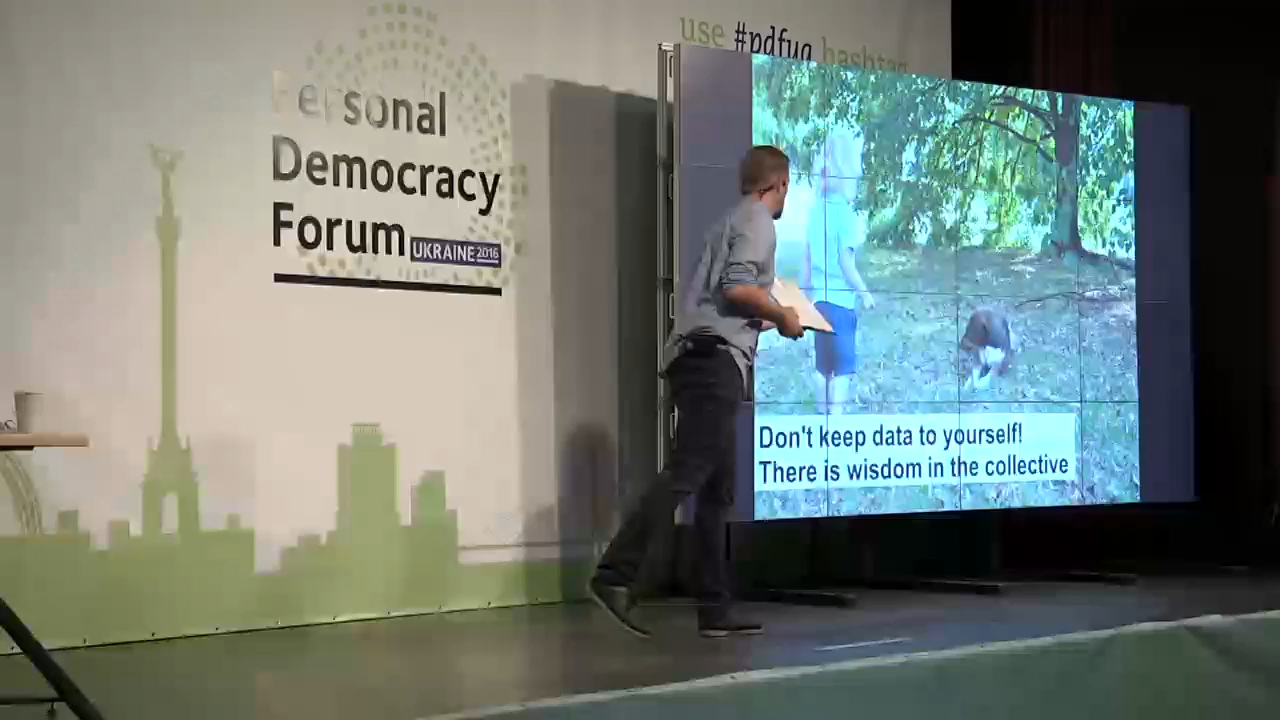 Personal
Democracy
Forum
UKRAINE 2016
use #pdfua hashtag
Don't keep data to yourself!
There is wisdom in the collective